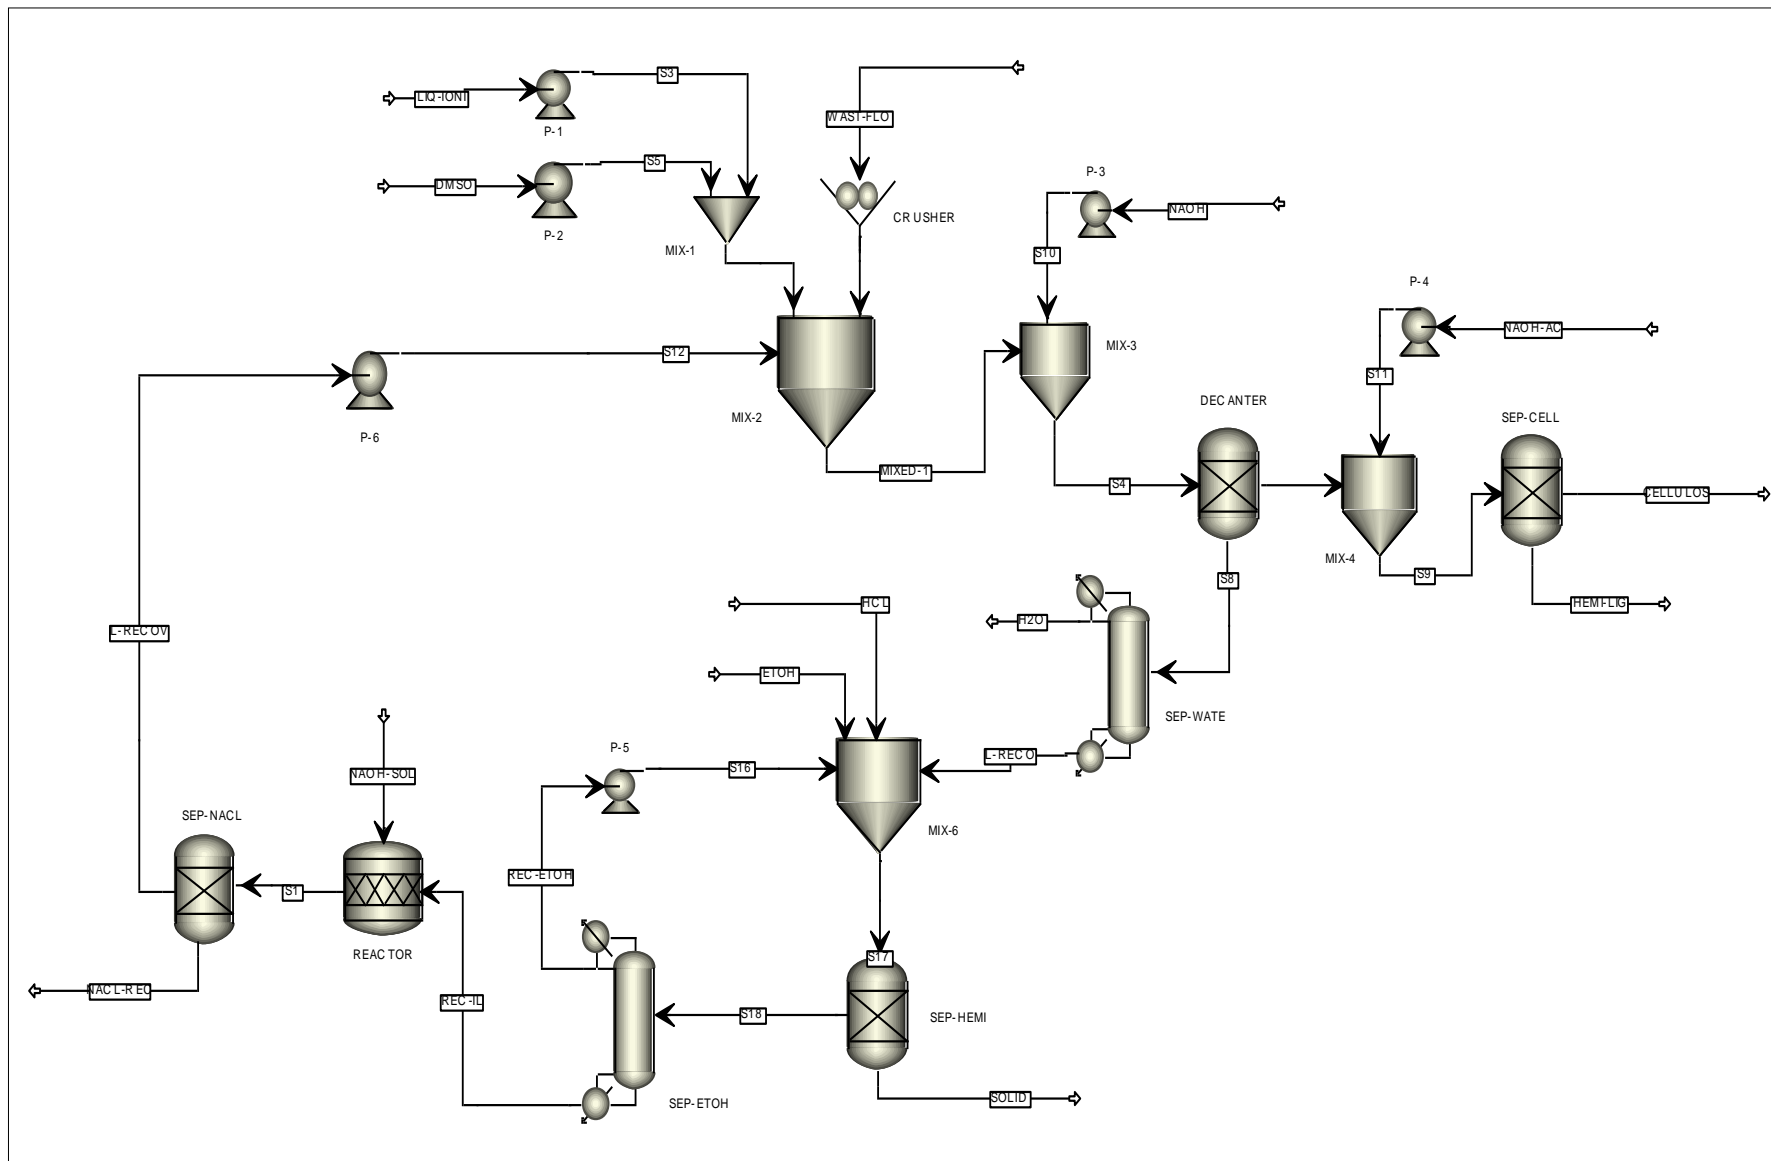 S3
LIQ-IONI
P-1
WAST-FLO
S5
DMSO
P-2
P-3
NAOH
CRUSHER
MIX-1
S10
P-4
NAOH-AC
S12
MIX-3
S11
P-6
MIX-2
DECANTER
SEP-CELL
MIXED-1
S4
CELLULOS
MIX-4
S9
S8
HCL
H2O
HEMI-LIG
L-RECOV
ETOH
SEP-WATE
P-5
L-RECO
S16
NAOH-SOL
SEP-NACL
MIX-6
REC-ETOH
S1
REACTOR
S17
NACL-REC
REC-IL
S18
SEP-HEMI
SEP-ETOH
SOLID